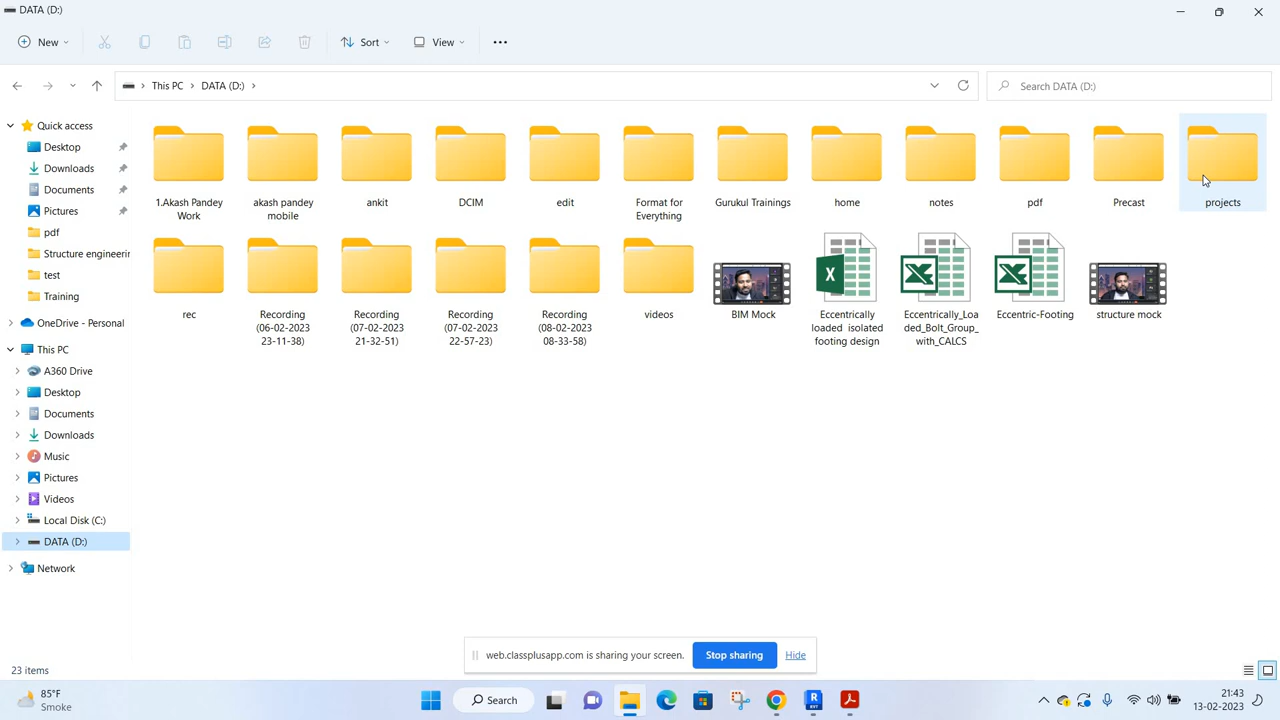 DATA (D:)
New
Sort
View
This PC
DATA (D:)
Search DATA (D:)
Quick access
Desktop
Downloads
Documents
Pictures
pdf
Structure engineerin
test
Training
OneDrive - Personal
This PC
A360 Drive
Desktop
Documents
Downloads
Music
Pictures
Videos
Local Disk (C:)
DATA (D:)
Network
1.Akash Pandey
Work
akash pandey
mobile
ankit
DCIM
edit
Format for
Everything
Gurukul Trainings
home
notes
pdf
Precast
projects
rec
Recording
(06-02-2023
23-11-38)
Recording
(07-02-2023
21-32-51)
Recording
(07-02-2023
22-57-23)
Recording
(08-02-2023
08-33-58)
videos
BIM Mock
Eccentrically
loaded isolated
footing design
Eccentrically_Loa
ded_Bolt_Group_
with_CALCS
Eccentric-Footing
structure mock
web.classplusapp.com is sharing your screen.
Stop sharing
Hide
23 items
85°F
Smoke
Search
21:43
13-02-2023